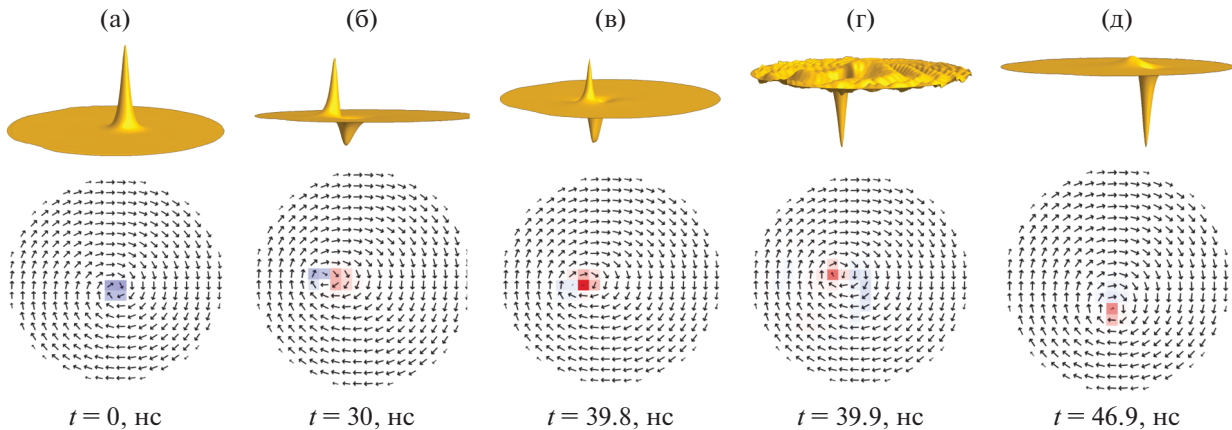 (а) (б) (в) (г) (д)
t = 0, нс t = 30, нс t = 39.8, нс t = 39.9, нс t = 46.9, нс